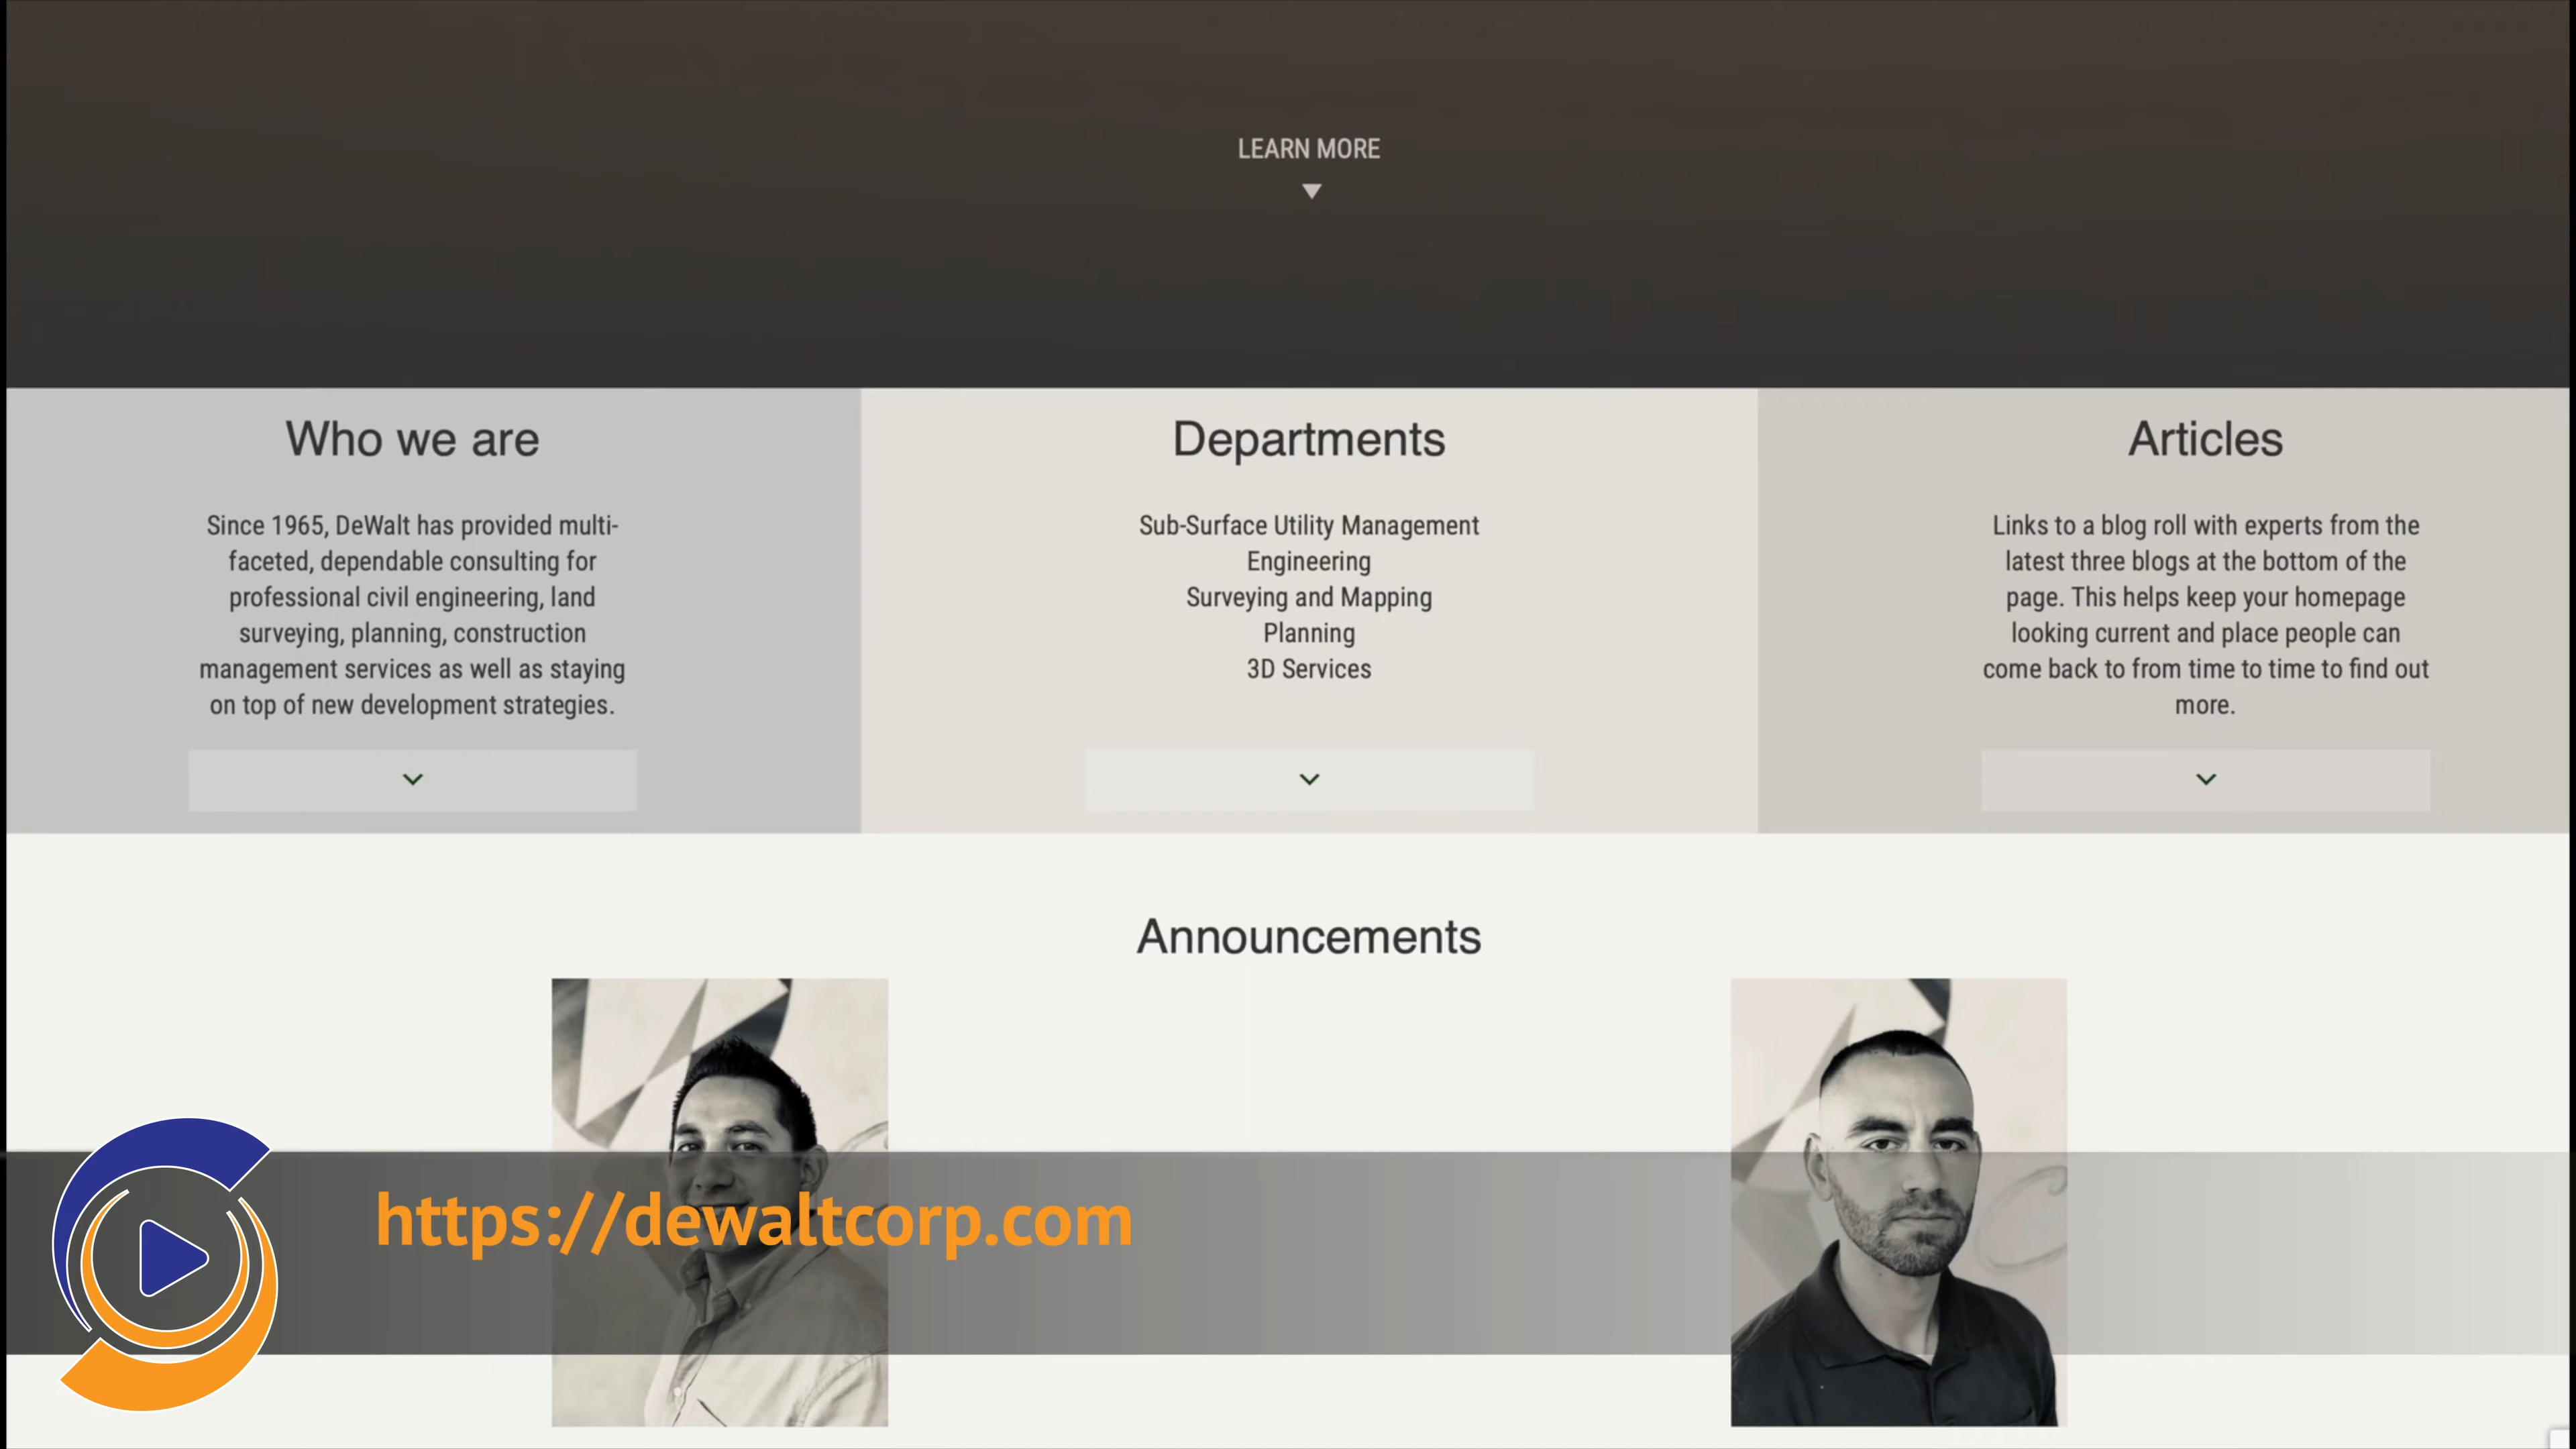 LEARN MORE
Who we are
Since 1965, DeWalt has provided multi-
faceted, dependable consulting for
professional civil engineering, land
surveying, planning, construction
management services as well as staying
on top of new development strategies.
Departments
Sub-Surface Utility Management
Engineering
Surveying and Mapping
Planning
3D Services
Articles
Links to a blog roll with experts from the
latest three blogs at the bottom of the
page. This helps keep your homepage
looking current and place people can
come back to from time to time to find out
more.
Announcements
https://dewaltcorp.com